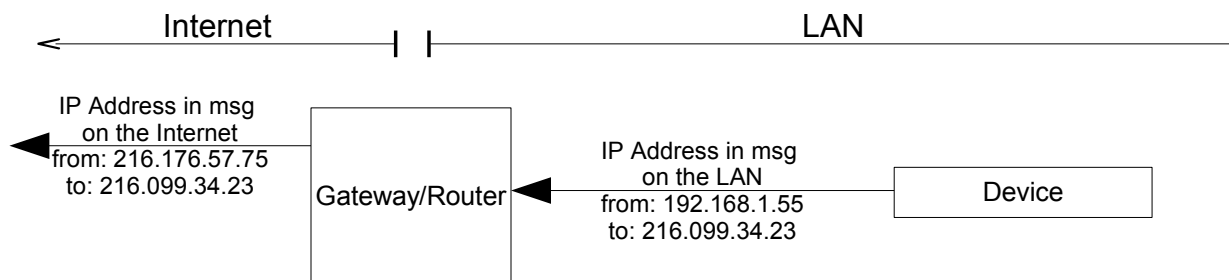 Internet
LAN
IP Address in msg
on the Internet
from: 216.176.57.75
to: 216.099.34.23
Gateway/Router
IP Address in msg
on the LAN
from: 192.168.1.55
to: 216.099.34.23
Device